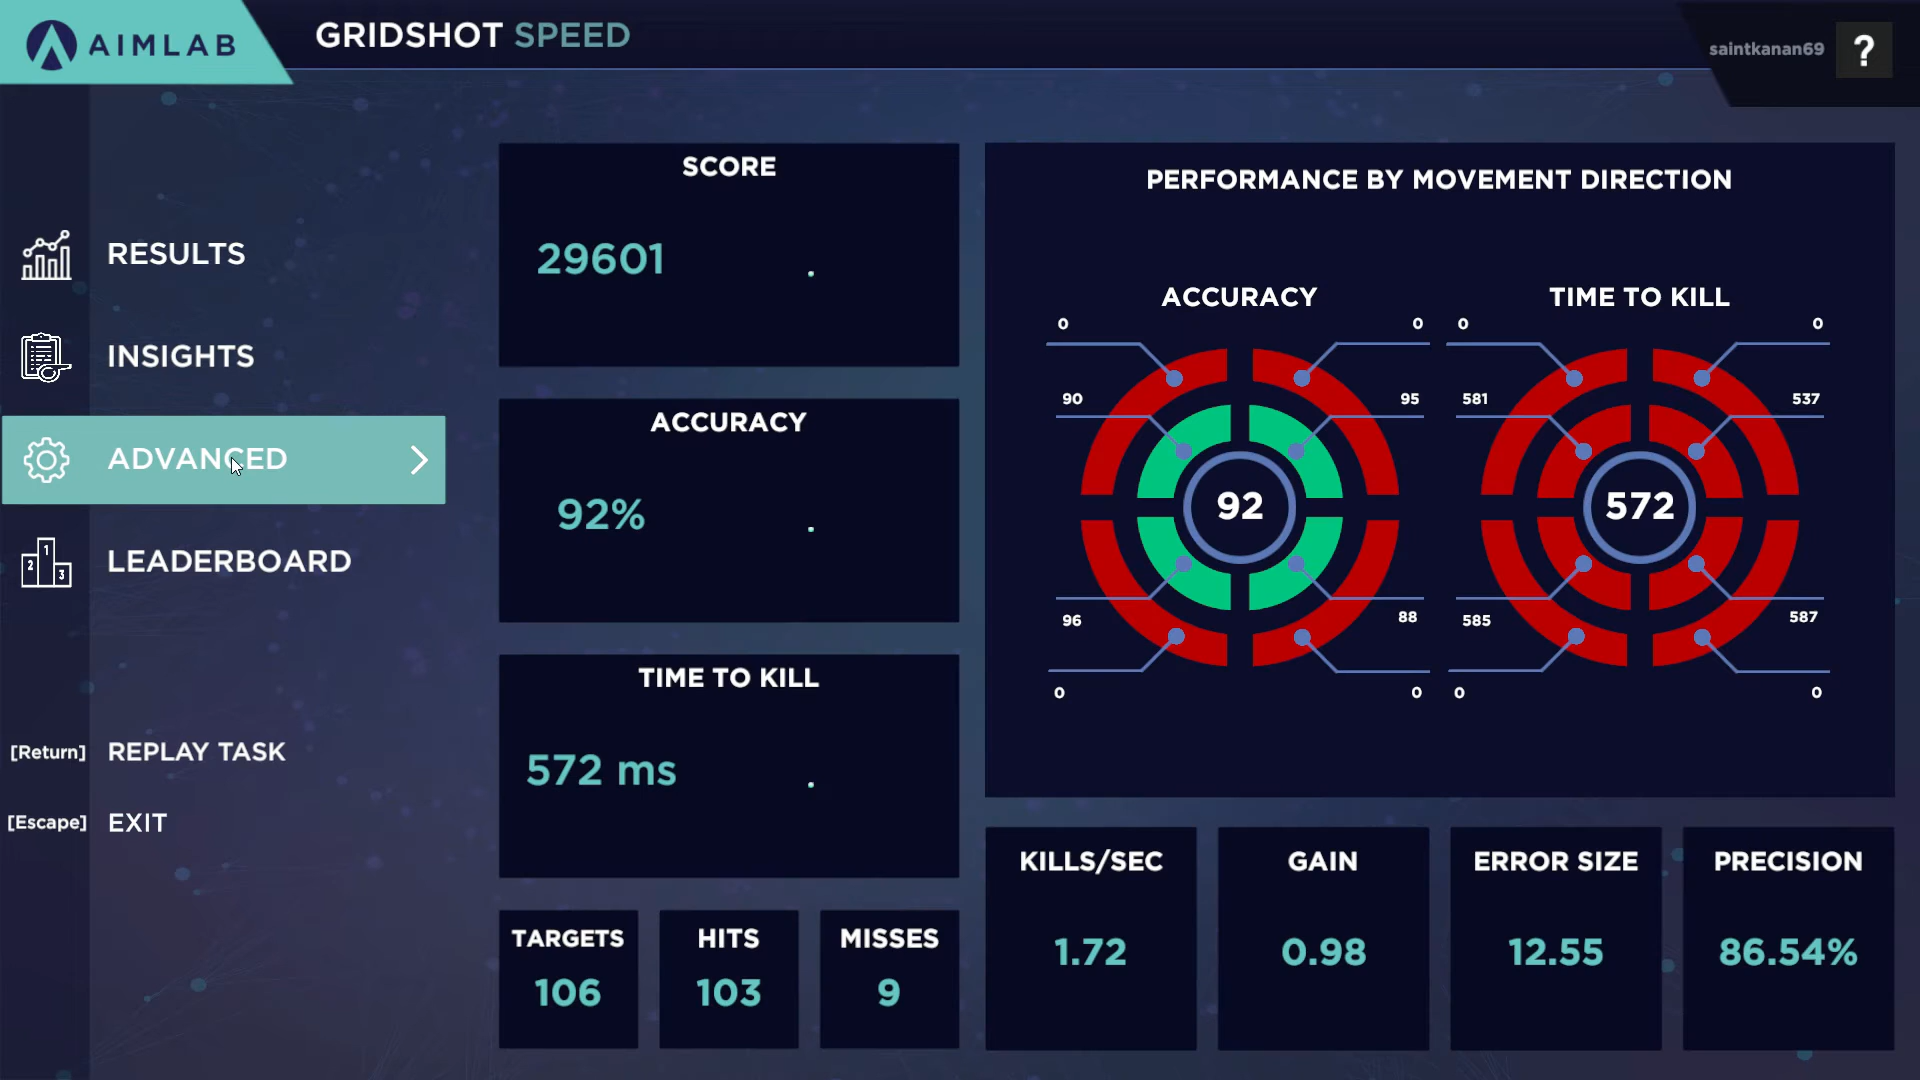 AIMLAB
GRIDSHOT SPEED
saintkanan69
?
RESULTS
INSIGHTS
ADVANCED
LEADERBOARD
1
2
3
[Return] REPLAY TASK
[Escape] EXIT
SCORE
29601
ACCURACY
92%
TIME TO KILL
572 ms
TARGETS
106
HITS
103
MISSES
9
PERFORMANCE BY MOVEMENT DIRECTION
ACCURACY
0
0
90
95
92
96
88
0
0
TIME TO KILL
0
0
581
537
572
585
587
0
0
KILLS/SEC
1.72
GAIN
0.98
ERROR SIZE
12.55
PRECISION
86.54%